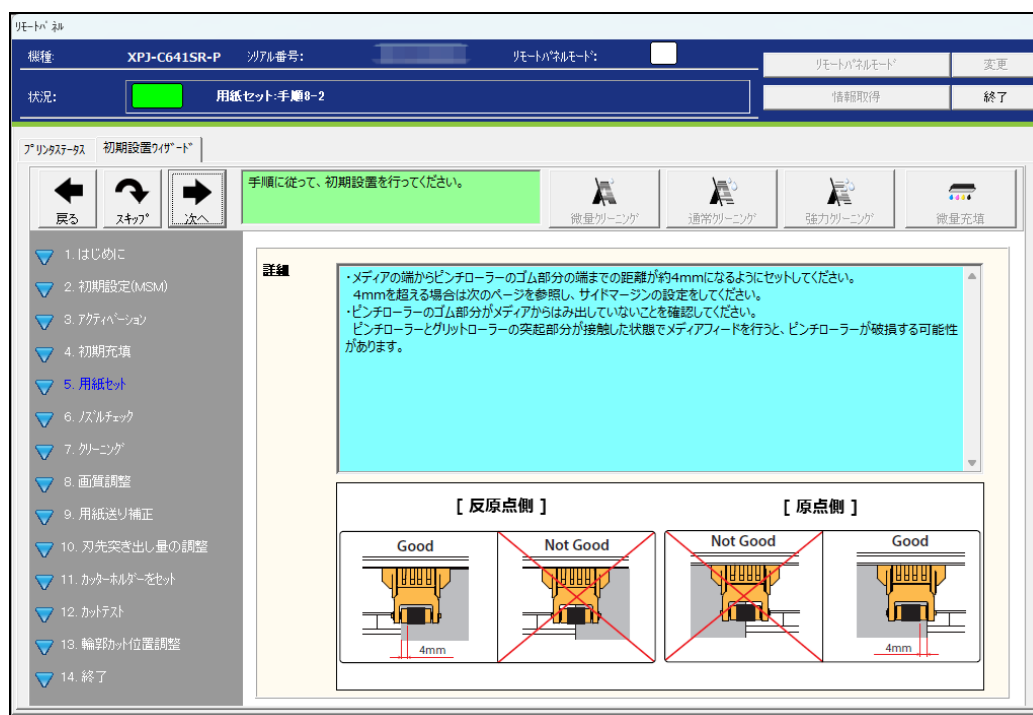 ﾘﾓｰﾄﾊﾟﾈﾙ
機種: XPJ-C641SR-P ｼﾘｱﾙ番号: ﾘﾓｰﾄﾊﾟﾈﾙﾓｰﾄﾞ:
ﾘﾓｰﾄﾊﾟﾈﾙﾓｰﾄﾞ 変更
状況: 用紙セット:手順8-2
情報取得 終了
ﾌﾟﾘﾝﾀｽﾃｰﾀｽ 初期設置ｳｨｻﾞｰﾄﾞ
戻る ｽｷｯﾌﾟ 次へ
手順に従って、初期設置を行ってください。
微量ｸﾘｰﾆﾝｸﾞ 通常ｸﾘｰﾆﾝｸﾞ 強力ｸﾘｰﾆﾝｸﾞ 微量充填
1. はじめに
2. 初期設定(MSM)
3. ｱｸﾃｨﾍﾞｰｼｮﾝ
4. 初期充填
5. 用紙ｾｯﾄ
6. ﾉｽﾞﾙﾁｪｯｸ
7. ｸﾘｰﾆﾝｸﾞ
8. 画質調整
9. 用紙送り補正
10. 刃先突き出し量の調整
11. ｶｯﾀｰﾎﾙﾀﾞｰをｾｯﾄ
12. ｶｯﾄﾃｽﾄ
13. 輪郭ｶｯﾄ位置調整
14. 終了
詳細
・メディアの端からピンチローラーのゴム部分の端までの距離が約4mmになるようにセットしてください。
4mmを超える場合は次のページを参照し、サイドマージンの設定をしてください。
・ピンチローラーのゴム部分がメディアからはみ出していないことを確認してください。
ピンチローラーとグリットローラーの突起部分が接触した状態でメディアフィードを行うと、ピンチローラーが破損する可能性
があります。
[ 反原点側 ] [ 原点側 ]
Good Not Good Not Good Good
4mm 4mm